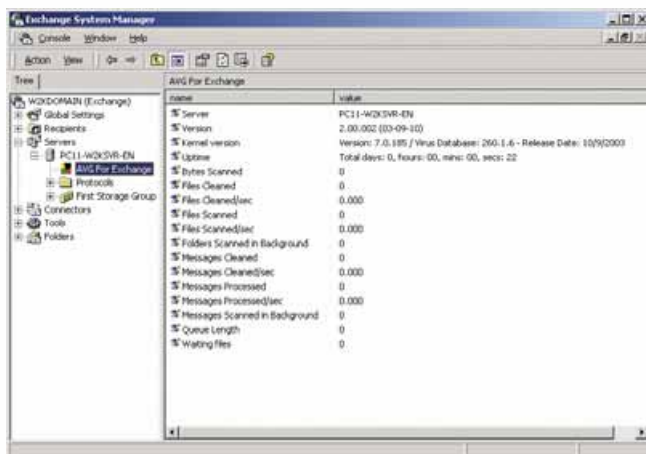 Exchange System Manager
Console Window Help
Action View
Tree
AVG For Exchange
W2KDOMAIN (Exchange)
Global Settings
Recipients
Servers
PC11-W2KSVR-EN
AVG For Exchange
Protocols
First Storage Group
Connectors
Tools
Folders
name value
Server PC11-W2KSVR-EN
Version 2.00.002 (03-09-10)
Kernel version Version: 7.0.185 / Virus Database: 260.1.6 - Release Date: 10/9/2003
Uptime Total days: 0, hours: 00, mins: 00, secs: 22
Bytes Scanned 0
Files Cleaned 0
Files Cleaned/sec 0.000
Files Scanned 0
Files Scanned/sec 0.000
Folders Scanned in Background 0
Messages Cleaned 0
Messages Cleaned/sec 0.000
Messages Processed 0
Messages Processed/sec 0.000
Messages Scanned in Background 0
Queue Length 0
Waiting files 0